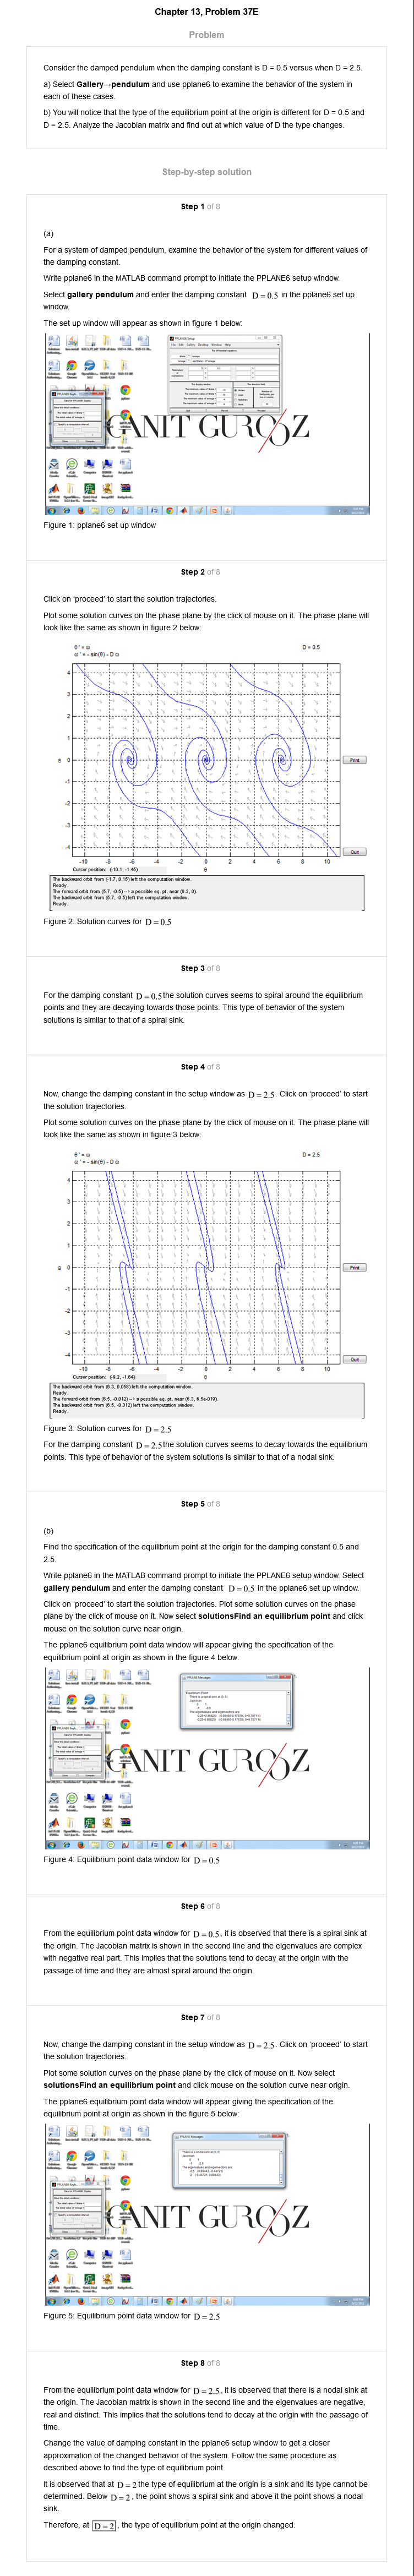 Chapter 13, Problem 37E
Problem
Consider the damped pendulum when the damping constant is D = 0.5 versus when D = 2.5.
a) Select Gallery→pendulum and use pplane6 to examine the behavior of the system in
each of these cases.
b) You will notice that the type of the equilibrium point at the origin is different for D = 0.5 and
D = 2.5. Analyze the Jacobian matrix and find out at which value of D the type changes.
Step-by-step solution
Step 1 of 8
(a)
For a system of damped pendulum, examine the behavior of the system for different values of
the damping constant.
Write pplane6 in the MATLAB command prompt to initiate the PPLANE6 setup window.
Select gallery pendulum and enter the damping constant D = 0.5 in the pplane6 set up
window.
The set up window will appear as shown in figure 1 below:
Figure 1: pplane6 set up window
Step 2 of 8
Click on 'proceed' to start the solution trajectories.
Plot some solution curves on the phase plane by the click of mouse on it. The phase plane will
look like the same as shown in figure 2 below:
θ ' = ω
ω ' = - sin(θ) - D ω
D = 0.5
4
3
2
1
0
-1
-2
-3
-4
-10 -8 -6 -4 -2 0 2 4 6 8 10
θ
Print
Quit
Cursor position: (-10.1, -1.46)
The backward orbit from (-1.7, 0.15) left the computation window.
Ready.
The forward orbit from (5.7, -0.5) --> a possible eq. pt. near (6.3, 0).
The backward orbit from (5.7, -0.5) left the computation window.
Ready.
Figure 2: Solution curves for D = 0.5
Step 3 of 8
For the damping constant D = 0.5 the solution curves seems to spiral around the equilibrium
points and they are decaying towards those points. This type of behavior of the system
solutions is similar to that of a spiral sink.
Step 4 of 8
Now, change the damping constant in the setup window as D = 2.5. Click on 'proceed' to start
the solution trajectories.
Plot some solution curves on the phase plane by the click of mouse on it. The phase plane will
look like the same as shown in figure 3 below:
θ ' = ω
ω ' = - sin(θ) - D ω
D = 2.5
4
3
2
1
0
-1
-2
-3
-4
-10 -8 -6 -4 -2 0 2 4 6 8 10
θ
Print
Quit
Cursor position: (-9.2, -1.64)
The backward orbit from (6.3, 0.058) left the computation window.
Ready.
The forward orbit from (6.5, -0.012) --> a possible eq. pt. near (6.3, 8.5e-019).
The backward orbit from (6.5, -0.012) left the computation window.
Ready.
Figure 3: Solution curves for D = 2.5
For the damping constant D = 2.5 the solution curves seems to decay towards the equilibrium
points. This type of behavior of the system solutions is similar to that of a nodal sink.
Step 5 of 8
(b)
Find the specification of the equilibrium point at the origin for the damping constant 0.5 and
2.5.
Write pplane6 in the MATLAB command prompt to initiate the PPLANE6 setup window. Select
gallery pendulum and enter the damping constant D = 0.5 in the pplane6 set up window.
Click on 'proceed' to start the solution trajectories. Plot some solution curves on the phase
plane by the click of mouse on it. Now select solutionsFind an equilibrium point and click
mouse on the solution curve near origin.
The pplane6 equilibrium point data window will appear giving the specification of the
equilibrium point at origin as shown in the figure 4 below:
Figure 4: Equilibrium point data window for D = 0.5
Step 6 of 8
From the equilibrium point data window for D = 0.5, it is observed that there is a spiral sink at
the origin. The Jacobian matrix is shown in the second line and the eigenvalues are complex
with negative real part. This implies that the solutions tend to decay at the origin with the
passage of time and they are almost spiral around the origin.
Step 7 of 8
Now, change the damping constant in the setup window as D = 2.5. Click on 'proceed' to start
the solution trajectories.
Plot some solution curves on the phase plane by the click of mouse on it. Now select
solutionsFind an equilibrium point and click mouse on the solution curve near origin.
The pplane6 equilibrium point data window will appear giving the specification of the
equilibrium point at origin as shown in the figure 5 below:
Figure 5: Equilibrium point data window for D = 2.5
Step 8 of 8
From the equilibrium point data window for D = 2.5, it is observed that there is a nodal sink at
the origin. The Jacobian matrix is shown in the second line and the eigenvalues are negative,
real and distinct. This implies that the solutions tend to decay at the origin with the passage of
time.
Change the value of damping constant in the pplane6 setup window to get a closer
approximation of the changed behavior of the system. Follow the same procedure as
described above to find the type of equilibrium point.
It is observed that at D = 2 the type of equilibrium at the origin is a sink and its type cannot be
determined. Below D = 2, the point shows a spiral sink and above it the point shows a nodal
sink.
Therefore, at D = 2, the type of equilibrium point at the origin changed.